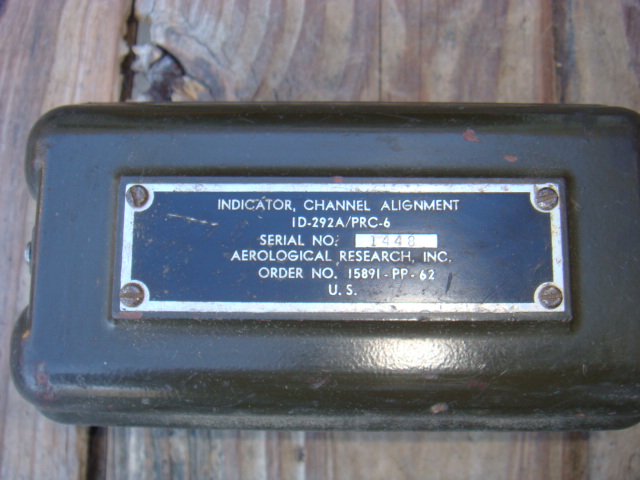 INDICATOR, CHANNEL ALIGNMENT
ID-292A/PRC-6
SERIAL NO. 1448
AEROLOGICAL RESEARCH, INC.
ORDER NO. 15891-PP-62
U. S.